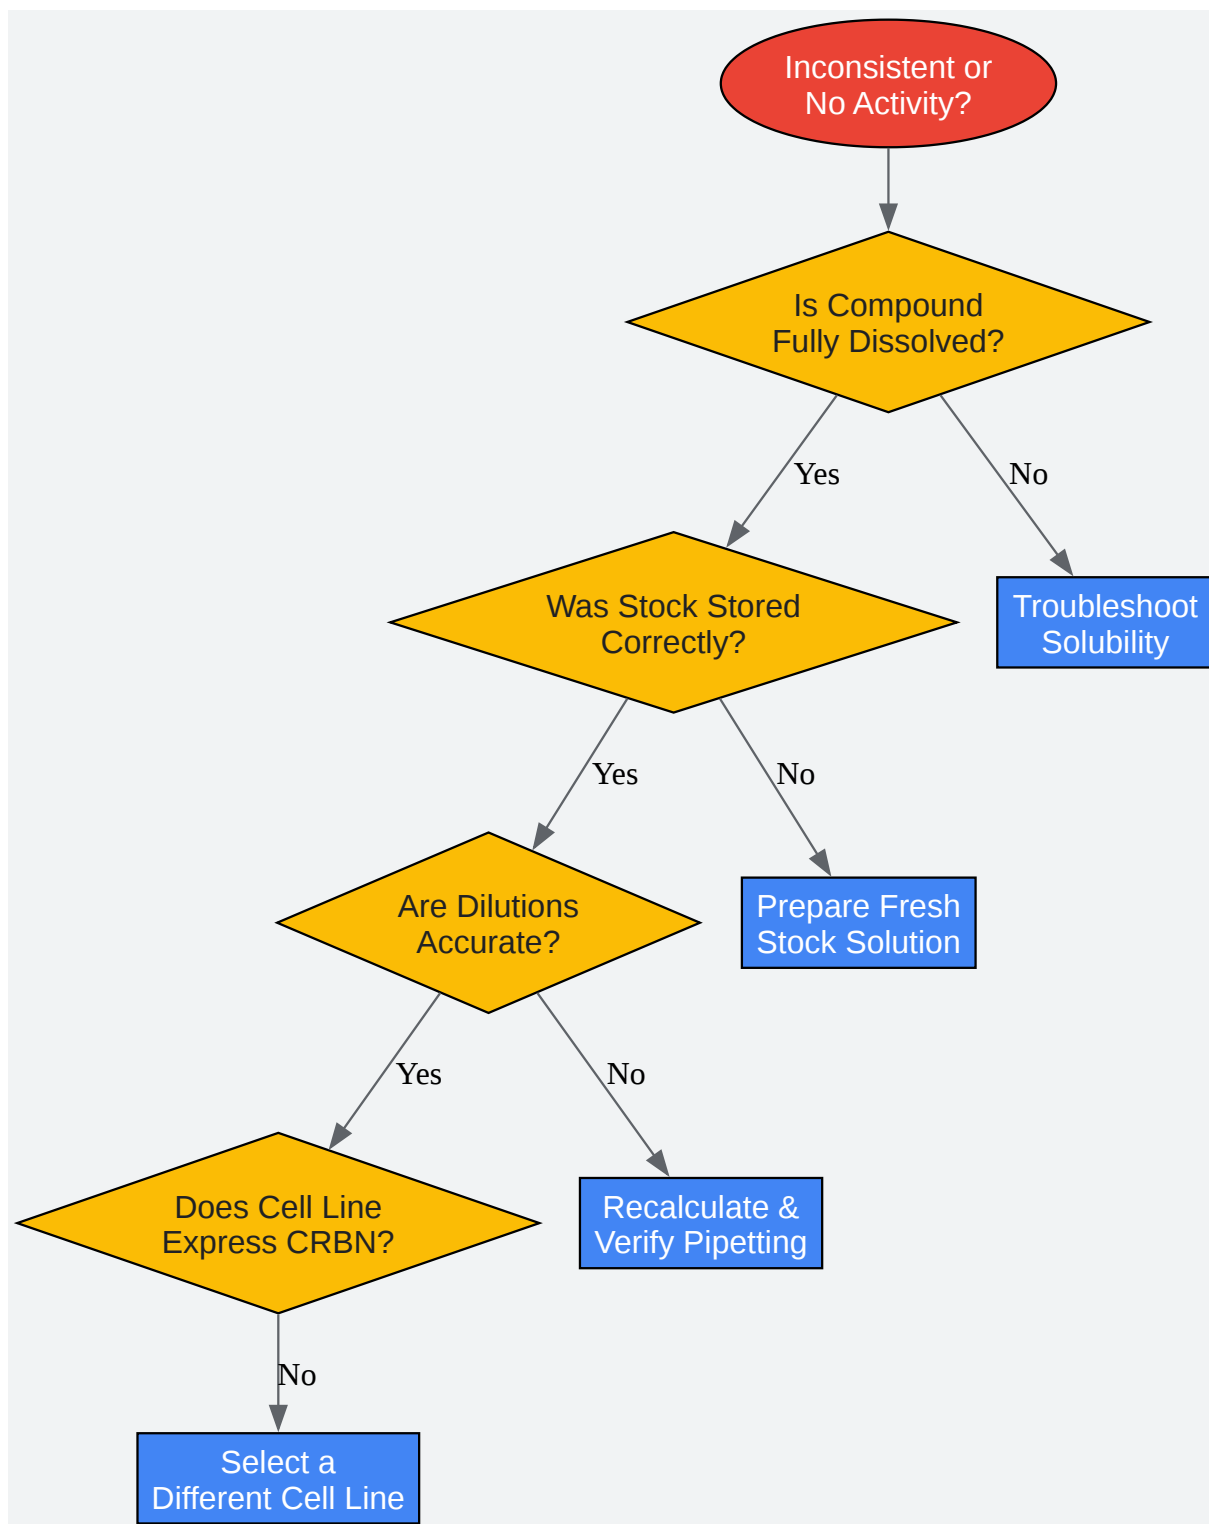 Inconsistent or
No Activity?
Is Compound
Fully Dissolved?
Yes
No
Was Stock Stored
Correctly?
Troubleshoot
Solubility
Yes
No
Are Dilutions
Accurate?
Prepare Fresh
Stock Solution
Yes
No
Does Cell Line
Express CRBN?
Recalculate &
Verify Pipetting
No
Select a
Different Cell Line